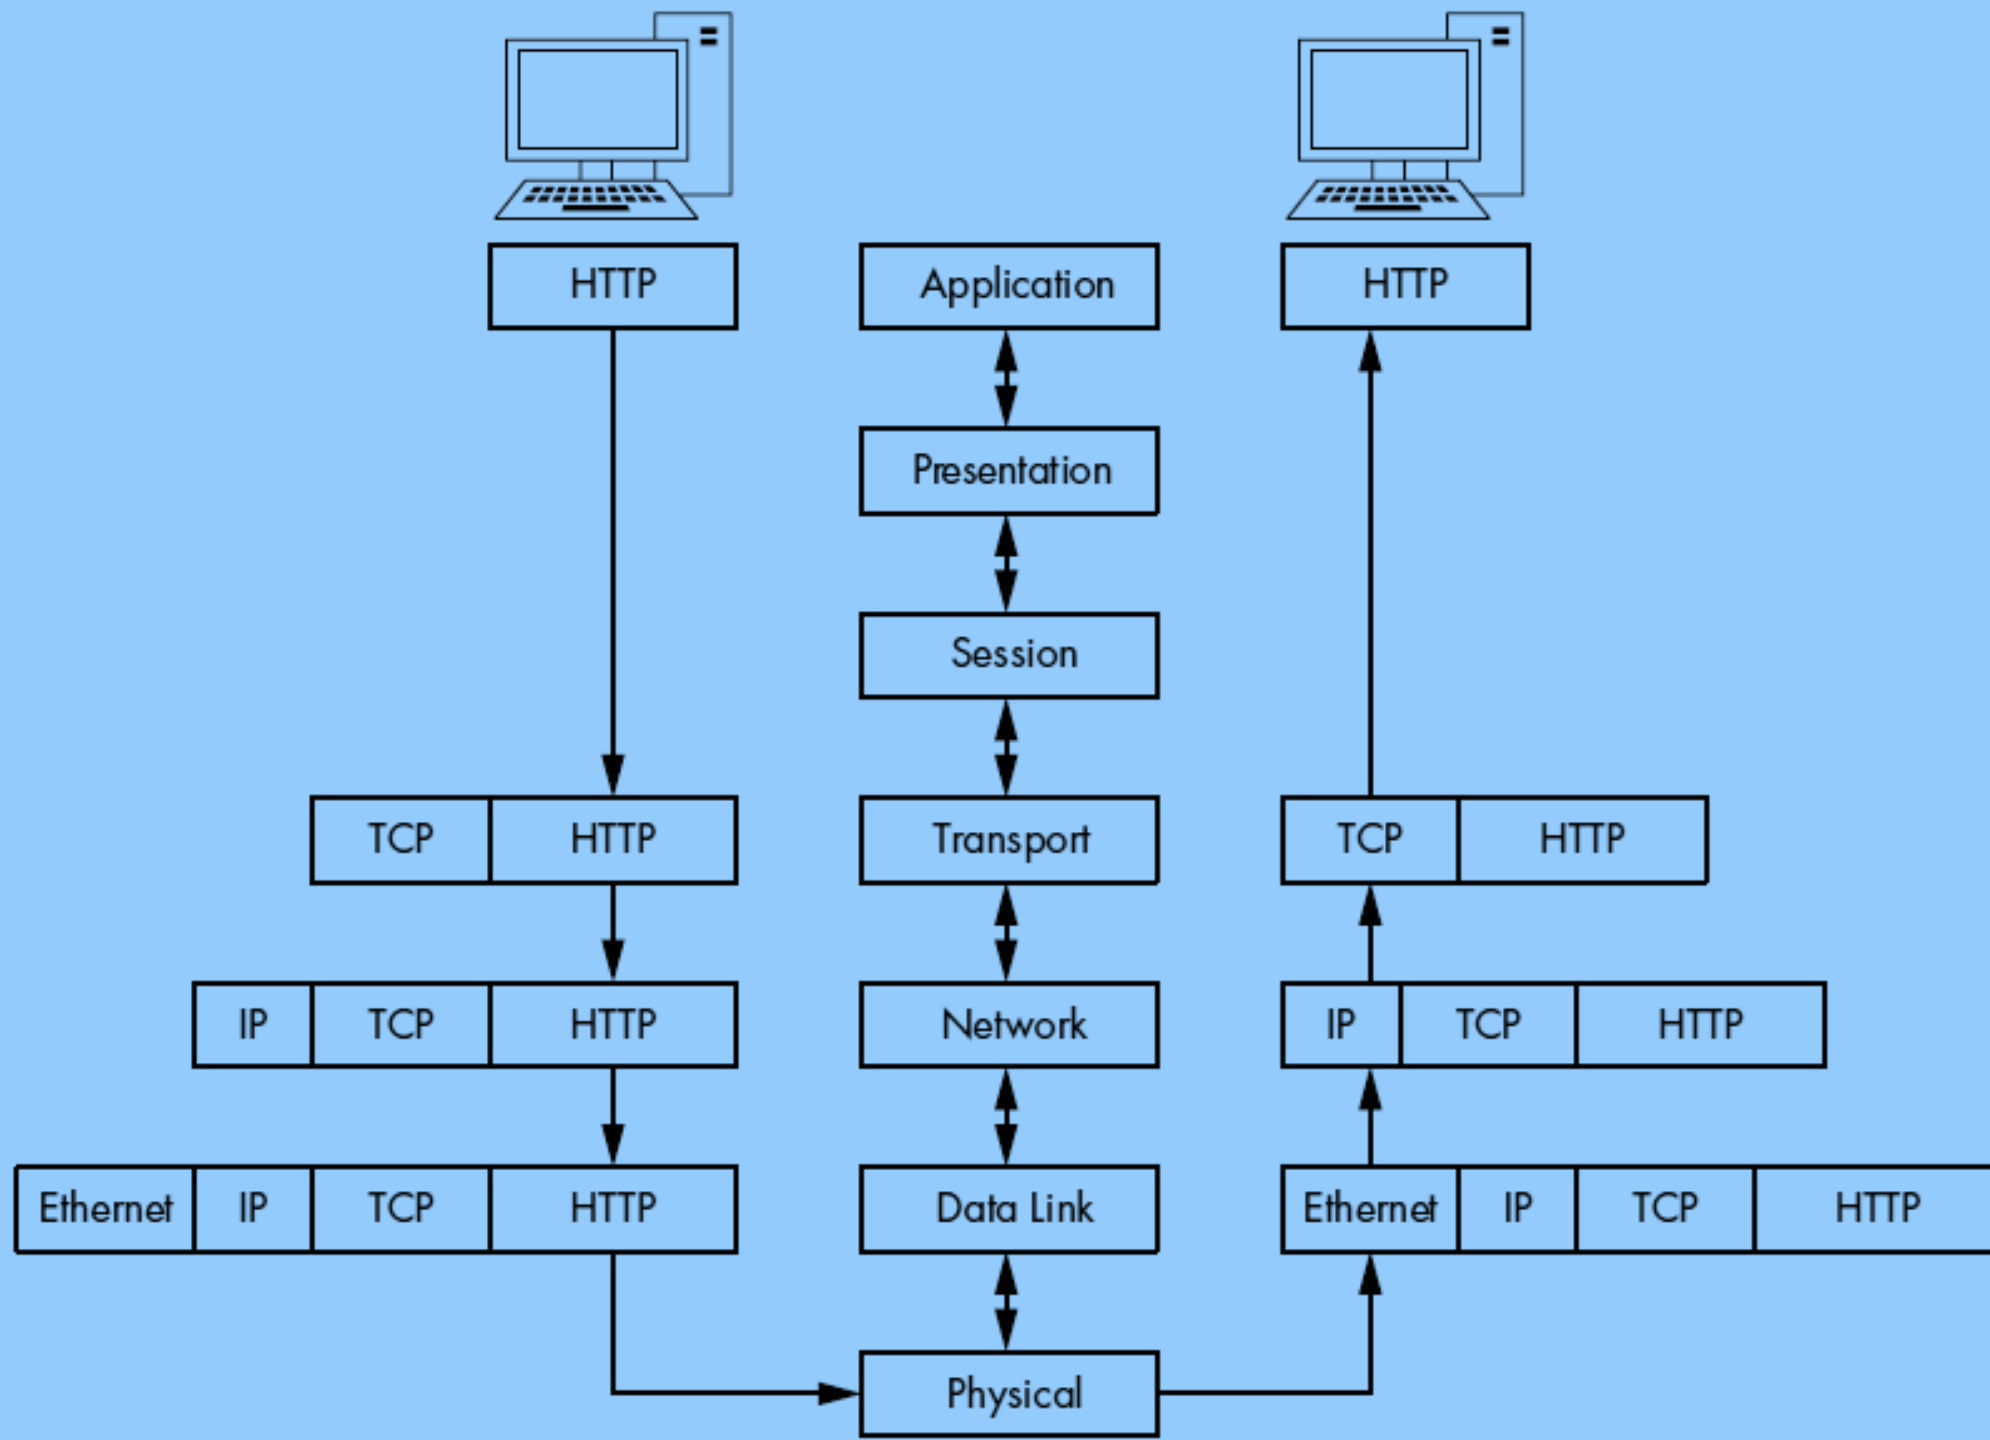 HTTP Application HTTP
Presentation
Session
TCP HTTP Transport TCP HTTP
IP TCP HTTP Network IP TCP HTTP
Ethernet IP TCP HTTP Data Link Ethernet IP TCP HTTP
Physical